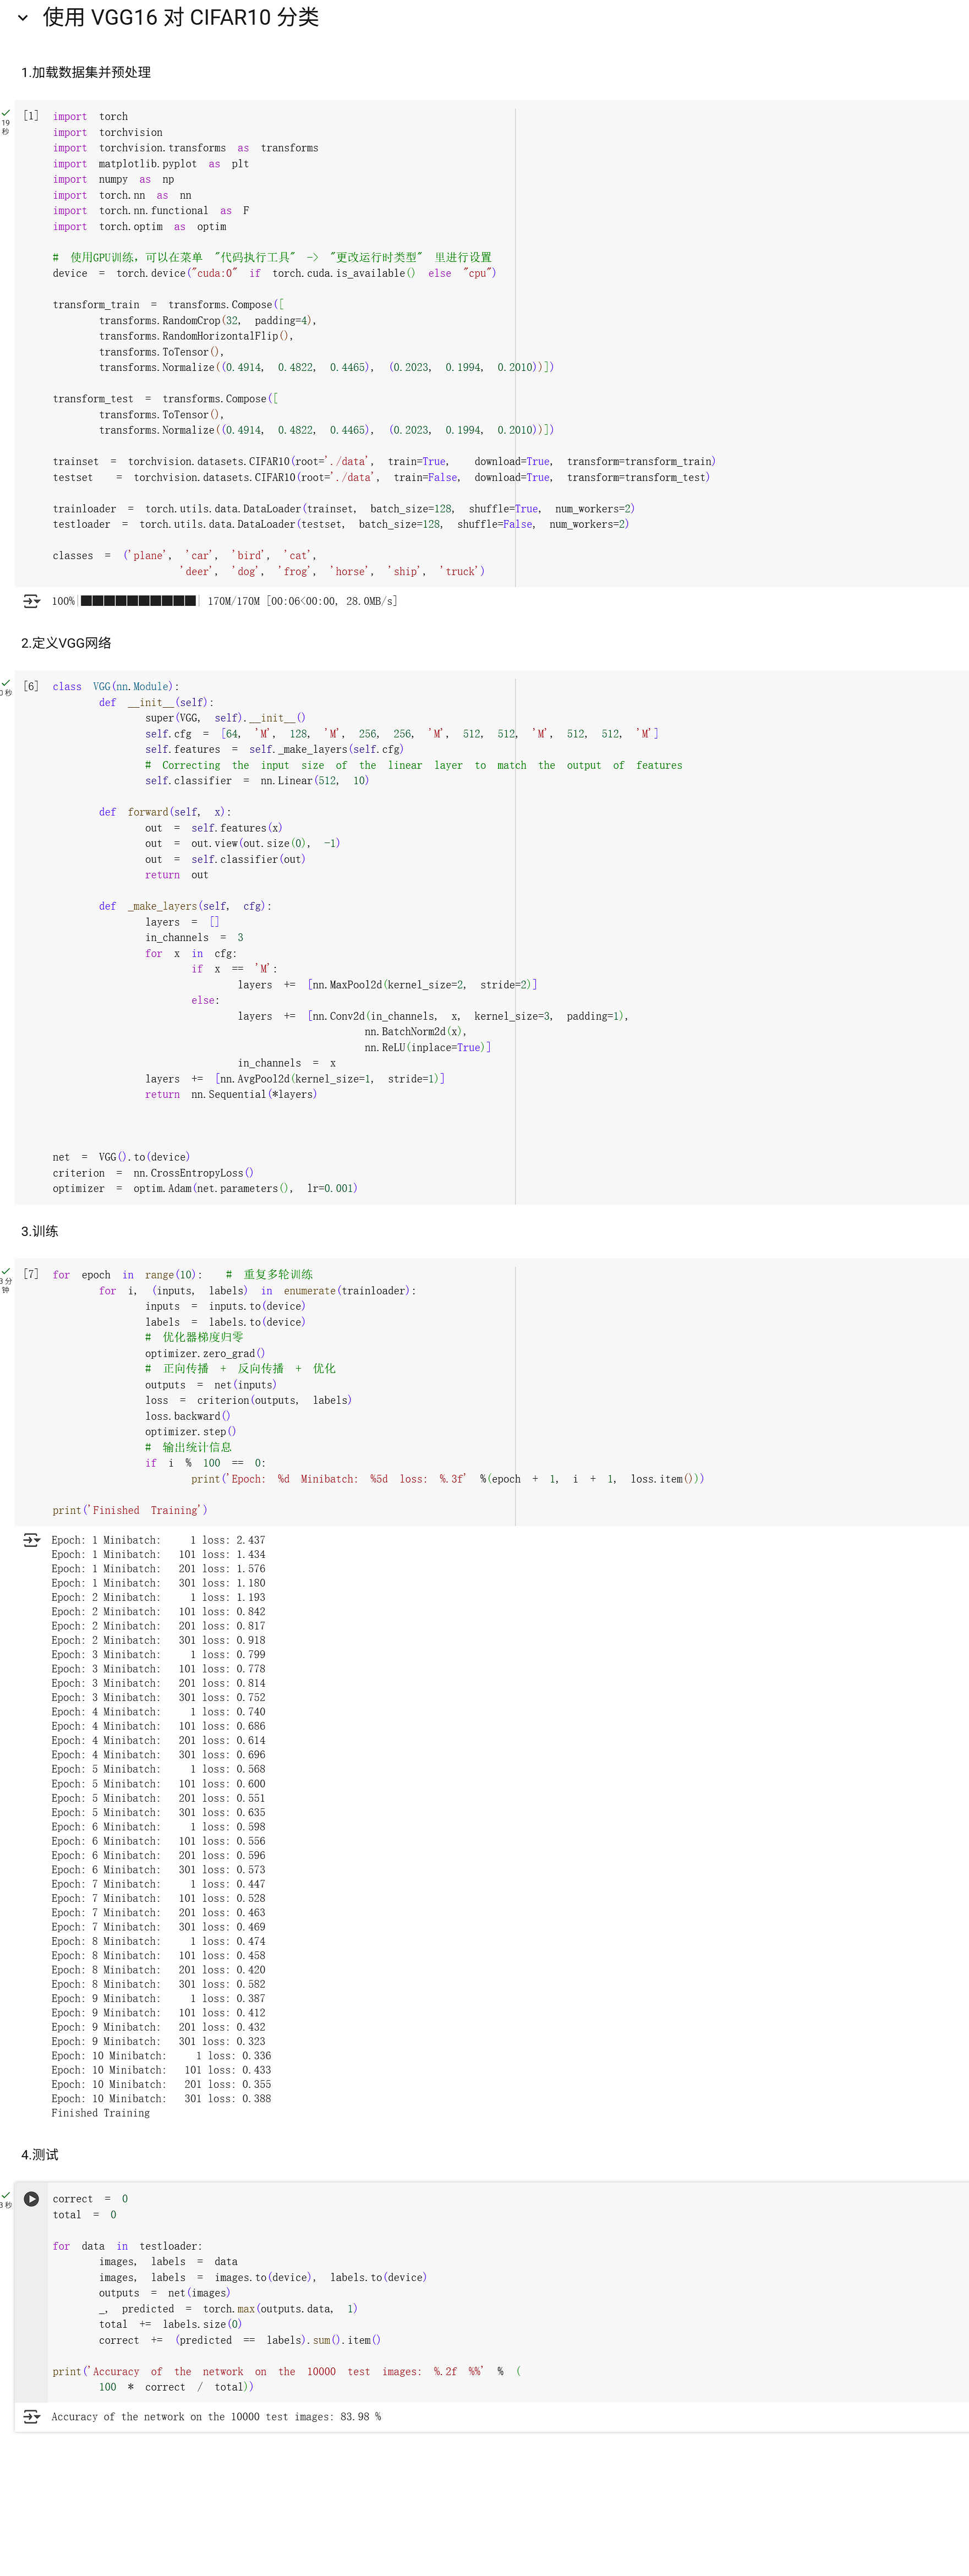 使用 VGG16 对 CIFAR10 分类
1.加载数据集并预处理
19
秒
[1]
import torch
import torchvision
import torchvision.transforms as transforms
import matplotlib.pyplot as plt
import numpy as np
import torch.nn as nn
import torch.nn.functional as F
import torch.optim as optim
# 使用GPU训练，可以在菜单 "代码执行工具" -> "更改运行时类型" 里进行设置
device = torch.device("cuda:0" if torch.cuda.is_available() else "cpu")
transform_train = transforms.Compose([
transforms.RandomCrop(32, padding=4),
transforms.RandomHorizontalFlip(),
transforms.ToTensor(),
transforms.Normalize((0.4914, 0.4822, 0.4465), (0.2023, 0.1994, 0.2010))])
transform_test = transforms.Compose([
transforms.ToTensor(),
transforms.Normalize((0.4914, 0.4822, 0.4465), (0.2023, 0.1994, 0.2010))])
trainset = torchvision.datasets.CIFAR10(root='./data', train=True, download=True, transform=transform_train)
testset = torchvision.datasets.CIFAR10(root='./data', train=False, download=True, transform=transform_test)
trainloader = torch.utils.data.DataLoader(trainset, batch_size=128, shuffle=True, num_workers=2)
testloader = torch.utils.data.DataLoader(testset, batch_size=128, shuffle=False, num_workers=2)
classes = ('plane', 'car', 'bird', 'cat',
'deer', 'dog', 'frog', 'horse', 'ship', 'truck')
100%|██████████| 170M/170M [00:06<00:00, 28.0MB/s]
2.定义VGG网络
0 秒
[6]
class VGG(nn.Module):
def __init__(self):
super(VGG, self).__init__()
self.cfg = [64, 'M', 128, 'M', 256, 256, 'M', 512, 512, 'M', 512, 512, 'M']
self.features = self._make_layers(self.cfg)
# Correcting the input size of the linear layer to match the output of features
self.classifier = nn.Linear(512, 10)
def forward(self, x):
out = self.features(x)
out = out.view(out.size(0), -1)
out = self.classifier(out)
return out
def _make_layers(self, cfg):
layers = []
in_channels = 3
for x in cfg:
if x == 'M':
layers += [nn.MaxPool2d(kernel_size=2, stride=2)]
else:
layers += [nn.Conv2d(in_channels, x, kernel_size=3, padding=1),
nn.BatchNorm2d(x),
nn.ReLU(inplace=True)]
in_channels = x
layers += [nn.AvgPool2d(kernel_size=1, stride=1)]
return nn.Sequential(*layers)
net = VGG().to(device)
criterion = nn.CrossEntropyLoss()
optimizer = optim.Adam(net.parameters(), lr=0.001)
3.训练
3 分
钟
[7]
for epoch in range(10): # 重复多轮训练
for i, (inputs, labels) in enumerate(trainloader):
inputs = inputs.to(device)
labels = labels.to(device)
# 优化器梯度归零
optimizer.zero_grad()
# 正向传播 + 反向传播 + 优化
outputs = net(inputs)
loss = criterion(outputs, labels)
loss.backward()
optimizer.step()
# 输出统计信息
if i % 100 == 0:
print('Epoch: %d Minibatch: %5d loss: %.3f' %(epoch + 1, i + 1, loss.item()))
print('Finished Training')
Epoch: 1 Minibatch: 1 loss: 2.437
Epoch: 1 Minibatch: 101 loss: 1.434
Epoch: 1 Minibatch: 201 loss: 1.576
Epoch: 1 Minibatch: 301 loss: 1.180
Epoch: 2 Minibatch: 1 loss: 1.193
Epoch: 2 Minibatch: 101 loss: 0.842
Epoch: 2 Minibatch: 201 loss: 0.817
Epoch: 2 Minibatch: 301 loss: 0.918
Epoch: 3 Minibatch: 1 loss: 0.799
Epoch: 3 Minibatch: 101 loss: 0.778
Epoch: 3 Minibatch: 201 loss: 0.814
Epoch: 3 Minibatch: 301 loss: 0.752
Epoch: 4 Minibatch: 1 loss: 0.740
Epoch: 4 Minibatch: 101 loss: 0.686
Epoch: 4 Minibatch: 201 loss: 0.614
Epoch: 4 Minibatch: 301 loss: 0.696
Epoch: 5 Minibatch: 1 loss: 0.568
Epoch: 5 Minibatch: 101 loss: 0.600
Epoch: 5 Minibatch: 201 loss: 0.551
Epoch: 5 Minibatch: 301 loss: 0.635
Epoch: 6 Minibatch: 1 loss: 0.598
Epoch: 6 Minibatch: 101 loss: 0.556
Epoch: 6 Minibatch: 201 loss: 0.596
Epoch: 6 Minibatch: 301 loss: 0.573
Epoch: 7 Minibatch: 1 loss: 0.447
Epoch: 7 Minibatch: 101 loss: 0.528
Epoch: 7 Minibatch: 201 loss: 0.463
Epoch: 7 Minibatch: 301 loss: 0.469
Epoch: 8 Minibatch: 1 loss: 0.474
Epoch: 8 Minibatch: 101 loss: 0.458
Epoch: 8 Minibatch: 201 loss: 0.420
Epoch: 8 Minibatch: 301 loss: 0.582
Epoch: 9 Minibatch: 1 loss: 0.387
Epoch: 9 Minibatch: 101 loss: 0.412
Epoch: 9 Minibatch: 201 loss: 0.432
Epoch: 9 Minibatch: 301 loss: 0.323
Epoch: 10 Minibatch: 1 loss: 0.336
Epoch: 10 Minibatch: 101 loss: 0.433
Epoch: 10 Minibatch: 201 loss: 0.355
Epoch: 10 Minibatch: 301 loss: 0.388
Finished Training
4.测试
3 秒
correct = 0
total = 0
for data in testloader:
images, labels = data
images, labels = images.to(device), labels.to(device)
outputs = net(images)
_, predicted = torch.max(outputs.data, 1)
total += labels.size(0)
correct += (predicted == labels).sum().item()
print('Accuracy of the network on the 10000 test images: %.2f %%' % (
100 * correct / total))
Accuracy of the network on the 10000 test images: 83.98 %